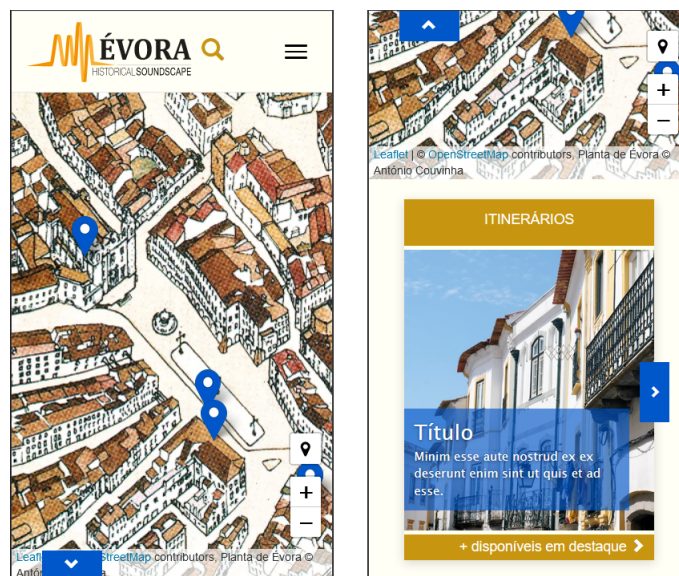 ÉVORA
HISTORICAL SOUNDSCAPE
+
−
StreetMap contributors, Planta de Évora ©
+
−
Leaflet | © OpenStreetMap contributors, Planta de Évora ©
António Couvinha
ITINERÁRIOS
Título
Minim esse aute nostrud ex ex
deserunt enim sint ut quis et ad
esse.
+ disponíveis em destaque